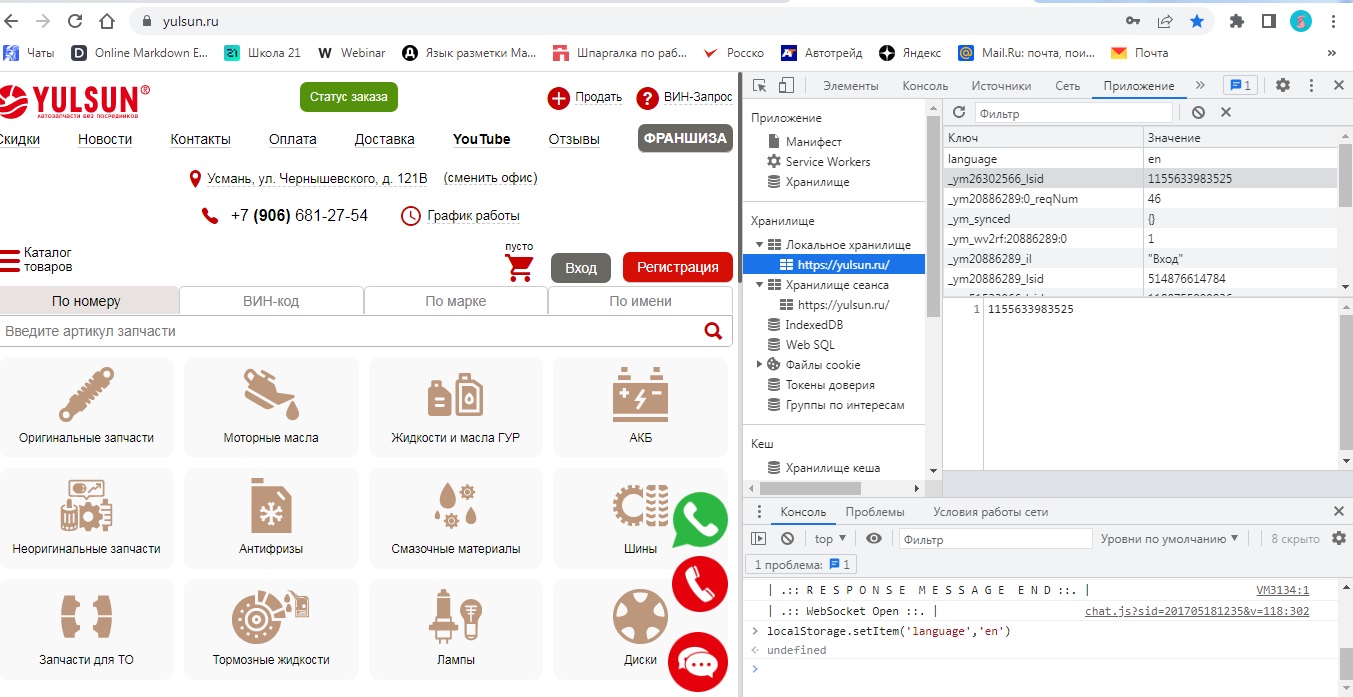 yulsun.ru
Чаты
Online Markdown E...
Школа 21
Webinar
Язык разметки Ma...
Шпаргалка по раб...
Росско
Автотрейд
Яндекс
Mail.Ru: почта, пои...
Почта
»
YULSUN®
Автозапчасти без посредников
Статус заказа
Продать
ВИН-Запрос
Скидки
Новости
Контакты
Оплата
Доставка
YouTube
Отзывы
ФРАНШИЗА
Усмань, ул. Чернышевского, д. 121В
(сменить офис)
+7 (906) 681-27-54
График работы
Каталог
товаров
пусто
Вход
Регистрация
По номеру
ВИН-код
По марке
По имени
Введите артикул запчасти
Оригинальные запчасти
Моторные масла
Жидкости и масла ГУР
АКБ
Неоригинальные запчасти
Антифризы
Смазочные материалы
Шины
Запчасти для ТО
Тормозные жидкости
Лампы
Диски
Элементы
Консоль
Источники
Сеть
Приложение
»
1
Приложение
Манифест
Service Workers
Хранилище
Хранилище
Локальное хранилище
https://yulsun.ru/
Хранилище сеанса
https://yulsun.ru/
IndexedDB
Web SQL
Файлы cookie
Токены доверия
Группы по интересам
Кеш
Хранилище кеша
Фильтр
Ключ Значение
language en
_ym26302566_lsid 1155633983525
_ym20886289:0_reqNum 46
_ym_synced {}
_ym_wv2rf:20886289:0 1
_ym20886289_il "Вход"
_ym20886289_lsid 514876614784
1 1155633983525
Консоль
Проблемы
Условия работы сети
top
Фильтр
Уровни по умолчанию
8 скрыто
1 проблема: 1
| .:: R E S P O N S E M E S S A G E E N D ::. | VM3134:1
| .:: WebSocket Open ::. | chat.js?sid=201705181235&v=118:302
> localStorage.setItem('language','en')
undefined
>